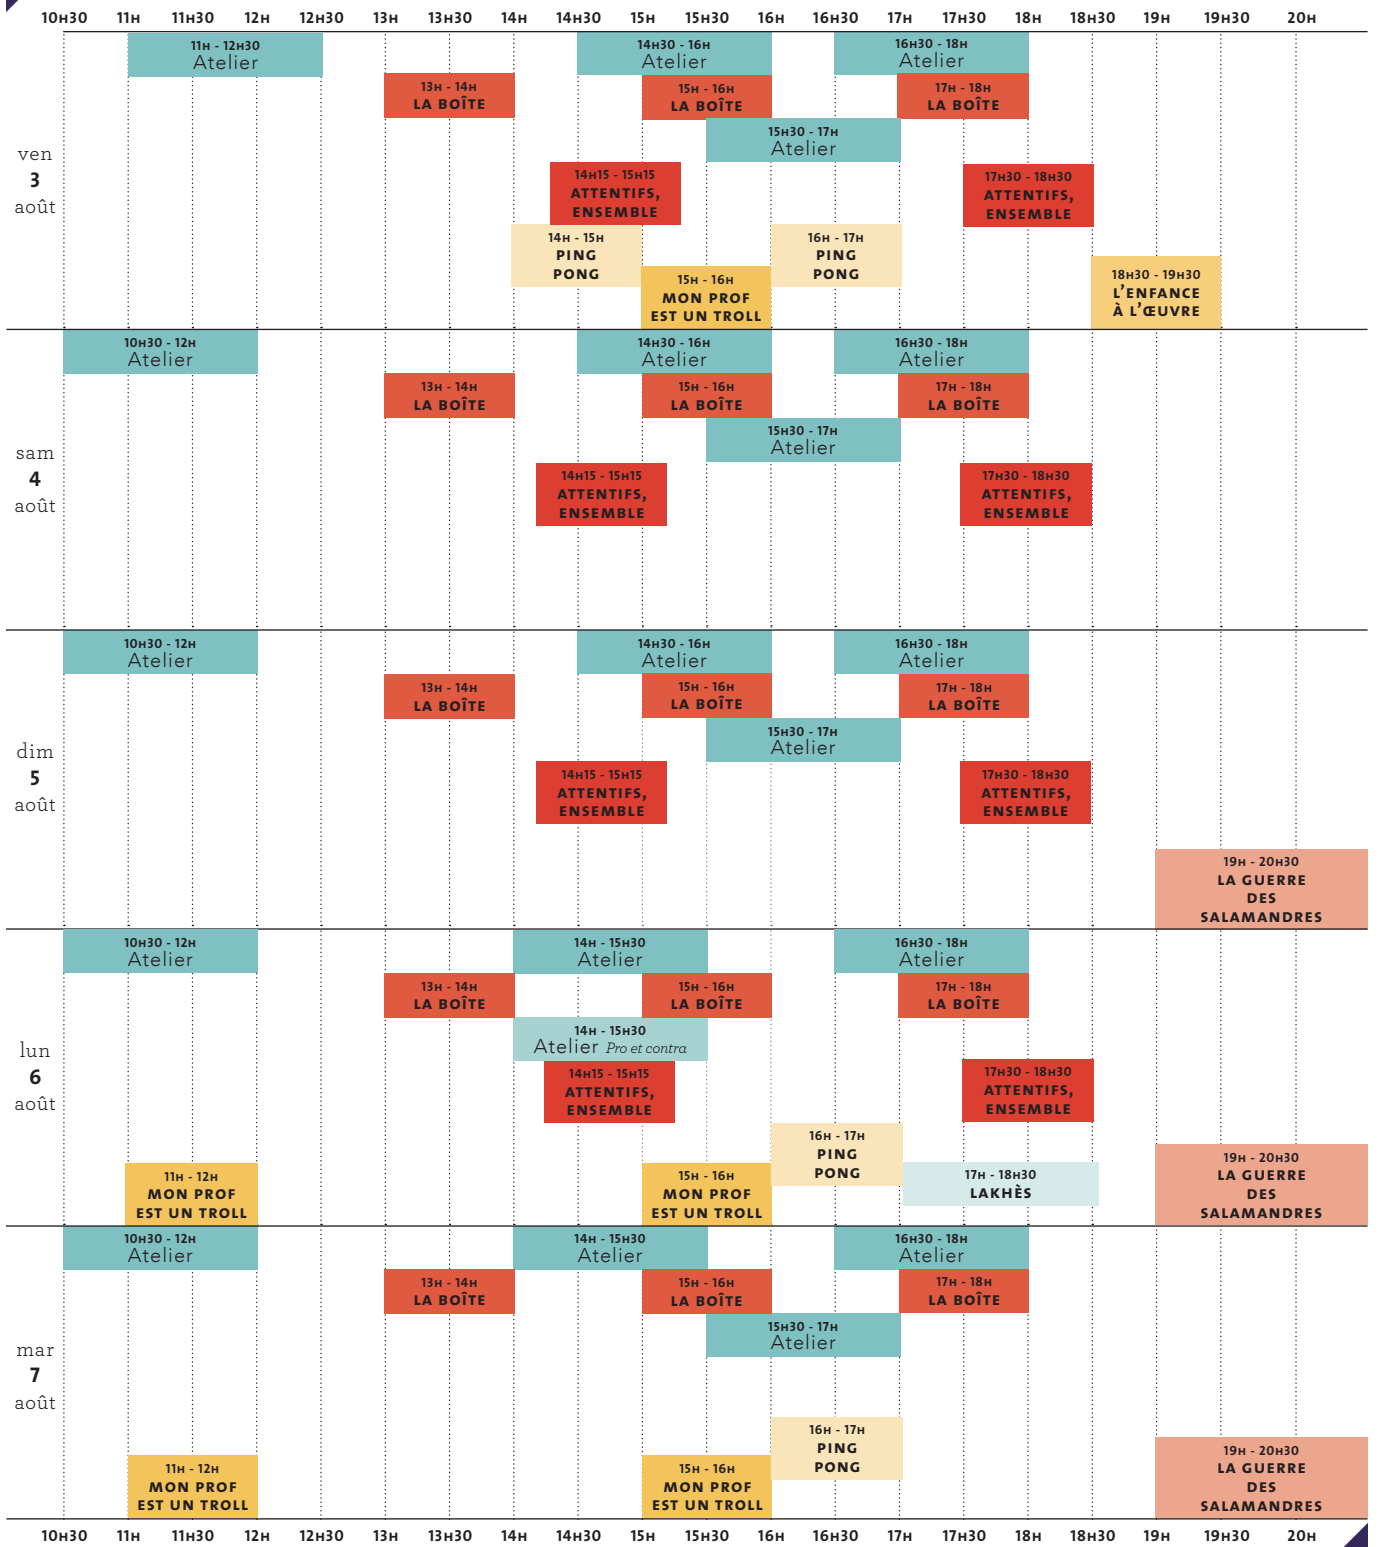 10H30 11H 11H30 12H 12H30 13H 13H30 14H 14H30 15H 15H30 16H 16H30 17H 17H30 18H 18H30 19H 19H30 20H
ven
3
août
11H - 12H30
Atelier
14H30 - 16H
Atelier
16H30 - 18H
Atelier
13H - 14H
LA BOÎTE
15H - 16H
LA BOÎTE
17H - 18H
LA BOÎTE
15H30 - 17H
Atelier
14H15 - 15H15
ATTENTIFS,
ENSEMBLE
17H30 - 18H30
ATTENTIFS,
ENSEMBLE
14H - 15H
PING
PONG
16H - 17H
PING
PONG
15H - 16H
MON PROF
EST UN TROLL
18H30 - 19H30
L'ENFANCE
À L'ŒUVRE
sam
4
août
10H30 - 12H
Atelier
14H30 - 16H
Atelier
16H30 - 18H
Atelier
13H - 14H
LA BOÎTE
15H - 16H
LA BOÎTE
17H - 18H
LA BOÎTE
15H30 - 17H
Atelier
14H15 - 15H15
ATTENTIFS,
ENSEMBLE
17H30 - 18H30
ATTENTIFS,
ENSEMBLE
dim
5
août
10H30 - 12H
Atelier
14H30 - 16H
Atelier
16H30 - 18H
Atelier
13H - 14H
LA BOÎTE
15H - 16H
LA BOÎTE
17H - 18H
LA BOÎTE
15H30 - 17H
Atelier
14H15 - 15H15
ATTENTIFS,
ENSEMBLE
17H30 - 18H30
ATTENTIFS,
ENSEMBLE
19H - 20H30
LA GUERRE
DES
SALAMANDRES
lun
6
août
10H30 - 12H
Atelier
14H - 15H30
Atelier
16H30 - 18H
Atelier
13H - 14H
LA BOÎTE
15H - 16H
LA BOÎTE
17H - 18H
LA BOÎTE
14H - 15H30
Atelier Pro et contra
14H15 - 15H15
ATTENTIFS,
ENSEMBLE
17H30 - 18H30
ATTENTIFS,
ENSEMBLE
16H - 17H
PING
PONG
11H - 12H
MON PROF
EST UN TROLL
15H - 16H
MON PROF
EST UN TROLL
17H - 18H30
LAKHÈS
19H - 20H30
LA GUERRE
DES
SALAMANDRES
mar
7
août
10H30 - 12H
Atelier
14H - 15H30
Atelier
16H30 - 18H
Atelier
13H - 14H
LA BOÎTE
15H - 16H
LA BOÎTE
17H - 18H
LA BOÎTE
15H30 - 17H
Atelier
16H - 17H
PING
PONG
11H - 12H
MON PROF
EST UN TROLL
15H - 16H
MON PROF
EST UN TROLL
19H - 20H30
LA GUERRE
DES
SALAMANDRES
10H30 11H 11H30 12H 12H30 13H 13H30 14H 14H30 15H 15H30 16H 16H30 17H 17H30 18H 18H30 19H 19H30 20H